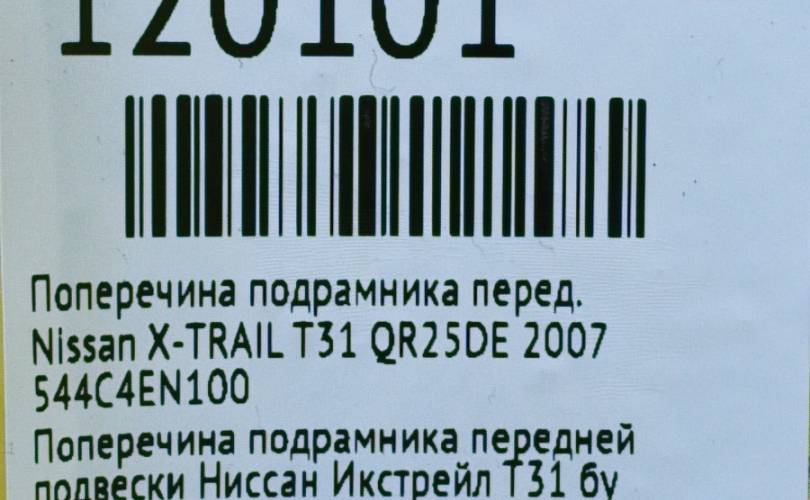 120101
Поперечина подрамника перед.
Nissan X-TRAIL T31 QR25DE 2007
544C4EN100
Поперечина подрамника передней
подвески Ниссан Икстрейл Т31 бу